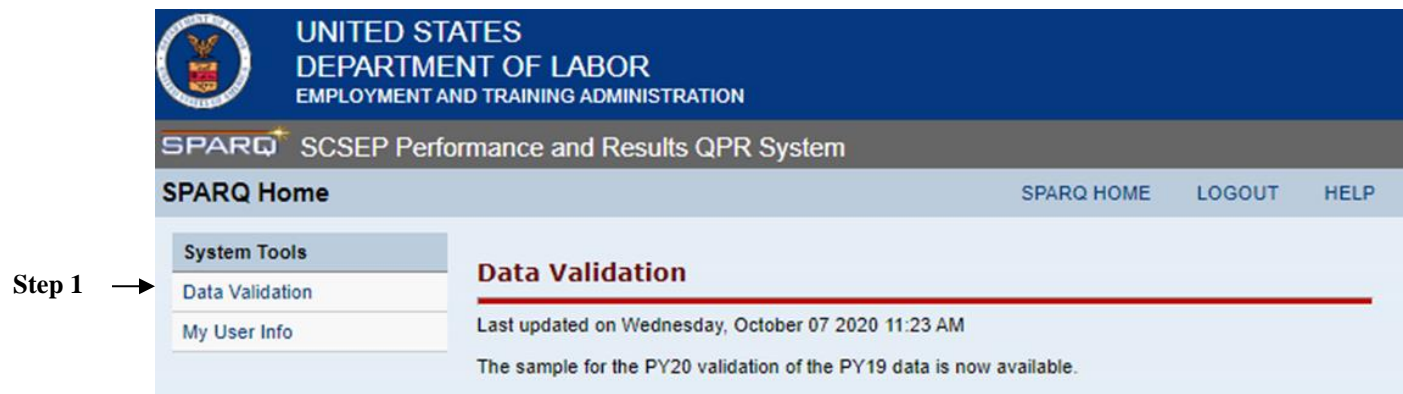 UNITED STATES
DEPARTMENT OF LABOR
EMPLOYMENT AND TRAINING ADMINISTRATION
SPARQ SCSEP Performance and Results QPR System
SPARQ Home SPARQ HOME LOGOUT HELP
System Tools
Step 1 Data Validation
My User Info
Data Validation
Last updated on Wednesday, October 07 2020 11:23 AM
The sample for the PY20 validation of the PY19 data is now available.